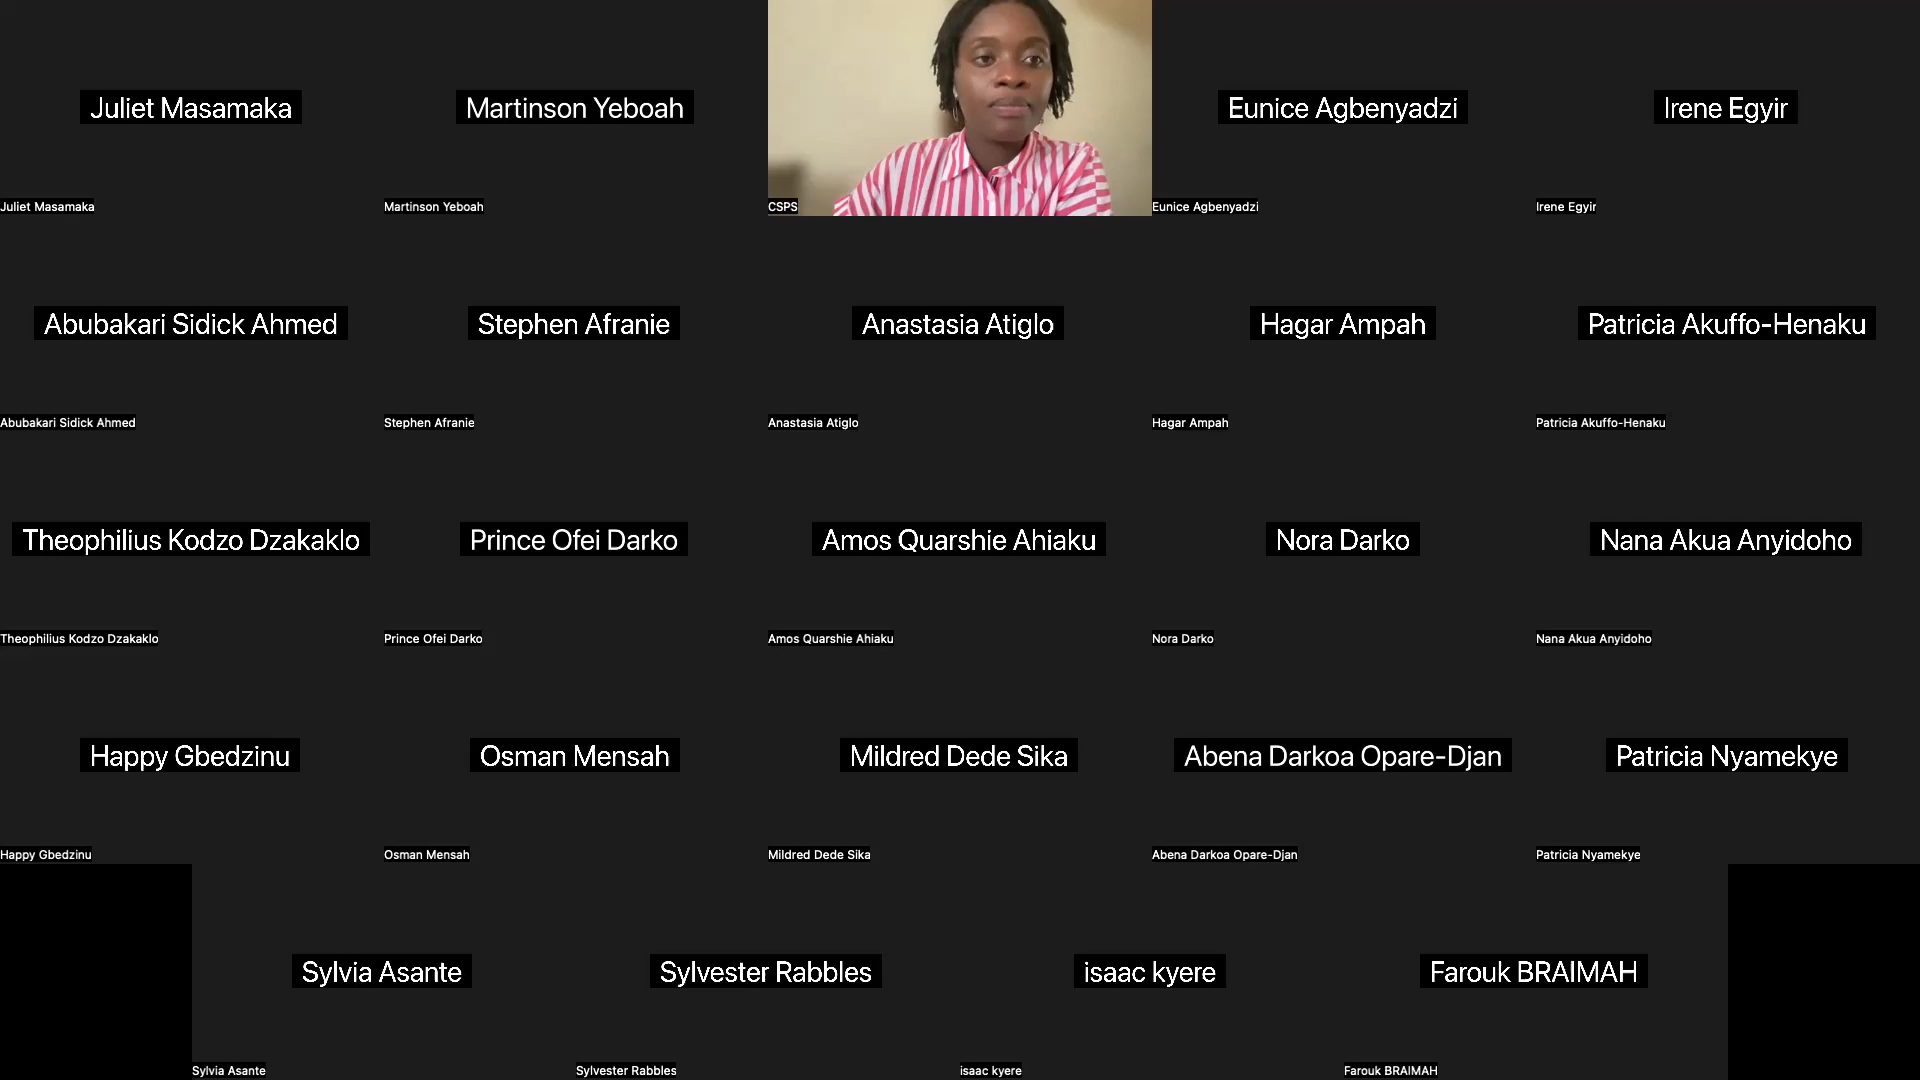 Juliet Masamaka
Martinson Yeboah
Eunice Agbenyadzi
Irene Egyir
Juliet Masamaka
Martinson Yeboah
CSPS
Eunice Agbenyadzi
Irene Egyir
Abubakari Sidick Ahmed
Stephen Afranie
Anastasia Atiglo
Hagar Ampah
Patricia Akuffo-Henaku
Abubakari Sidick Ahmed
Stephen Afranie
Anastasia Atiglo
Hagar Ampah
Patricia Akuffo-Henaku
Theophilius Kodzo Dzakaklo
Prince Ofei Darko
Amos Quarshie Ahiaku
Nora Darko
Nana Akua Anyidoho
Theophilius Kodzo Dzakaklo
Prince Ofei Darko
Amos Quarshie Ahiaku
Nora Darko
Nana Akua Anyidoho
Happy Gbedzinu
Osman Mensah
Mildred Dede Sika
Abena Darkoa Opare-Djan
Patricia Nyamekye
Happy Gbedzinu
Osman Mensah
Mildred Dede Sika
Abena Darkoa Opare-Djan
Patricia Nyamekye
Sylvia Asante
Sylvester Rabbles
isaac kyere
Farouk BRAIMAH
Sylvia Asante
Sylvester Rabbles
isaac kyere
Farouk BRAIMAH